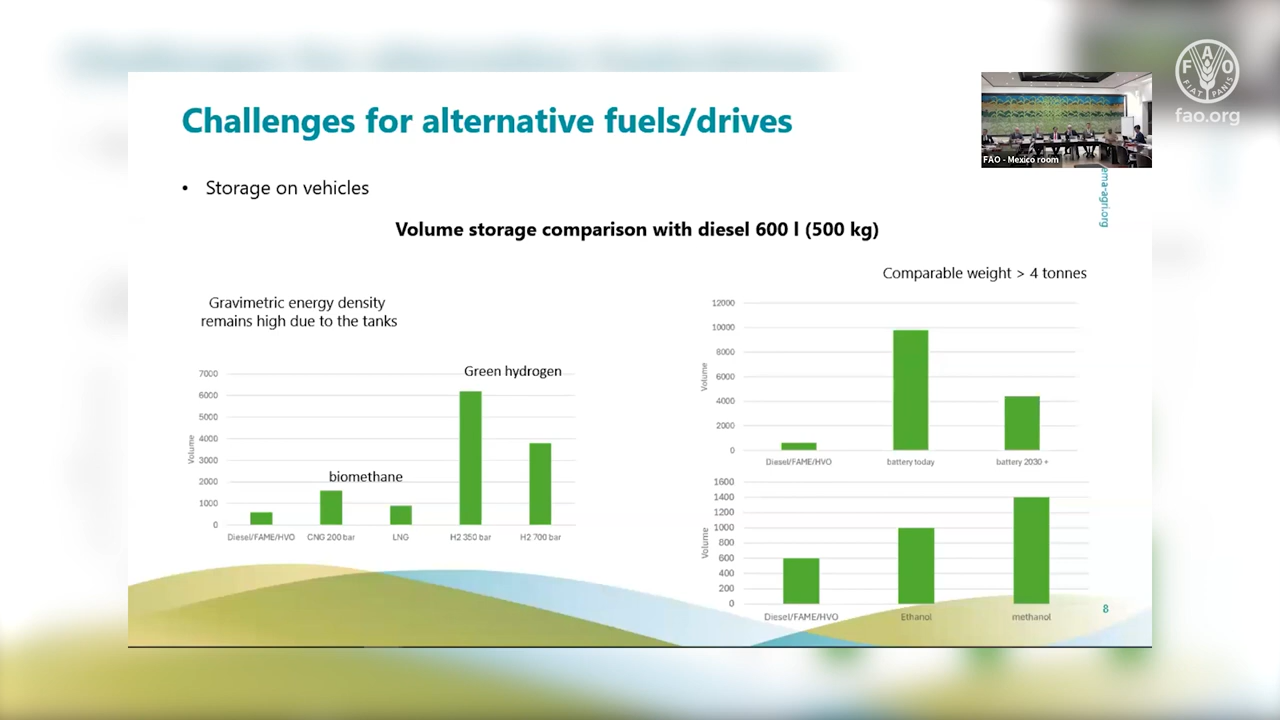 Challenges for alternative fuels/drives
FAO - Mexico room
FAO
FIAT PANIS
fao.org
ema-agri.org
• Storage on vehicles
Volume storage comparison with diesel 600 l (500 kg)
Gravimetric energy density
remains high due to the tanks
Green hydrogen
biomethane
Volume
7000
6000
5000
4000
3000
2000
1000
0
Diesel/FAME/HVO CNG 200 bar LNG H2 350 bar H2 700 bar
Comparable weight > 4 tonnes
Volume
12000
10000
8000
6000
4000
2000
0
Diesel/FAME/HVO battery today battery 2030 +
Volume
1600
1400
1200
1000
800
600
400
200
0
Diesel/FAME/HVO Ethanol methanol
8